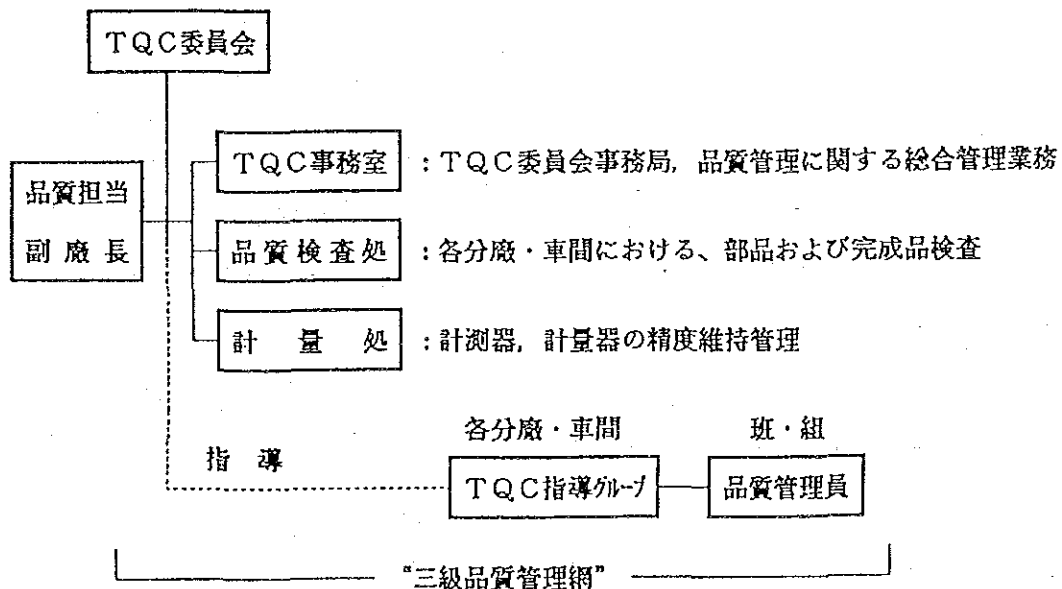 TQC委員会
TQC事務室 :TQC委員会事務局,品質管理に関する総合管理業務
品質担当
副廠長
品質検査処 :各分廠・車間における、部品および完成品検査
計量処 :計測器,計量器の精度維持管理
各分廠・車間 班・組
指導
TQC指導グループ 品質管理員
“三級品質管理網”